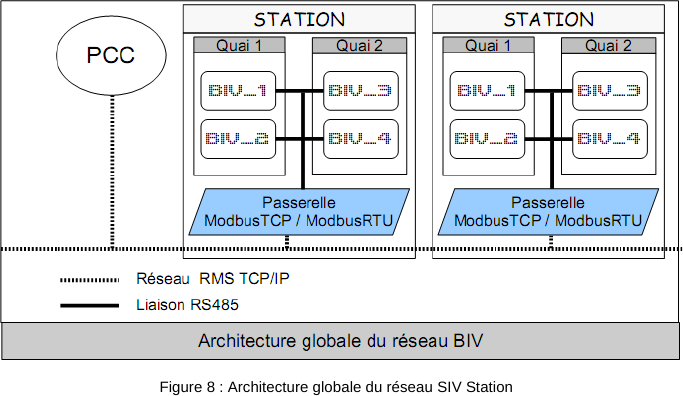 PCC
STATION
Quai 1
Quai 2
BIV_1
BIV_3
BIV_2
BIV_4
Passerelle
ModbusTCP / ModbusRTU
STATION
Quai 1
Quai 2
BIV_1
BIV_3
BIV_2
BIV_4
Passerelle
ModbusTCP / ModbusRTU
Réseau RMS TCP/IP
Liaison RS485
Architecture globale du réseau BIV
Figure 8 : Architecture globale du réseau SIV Station